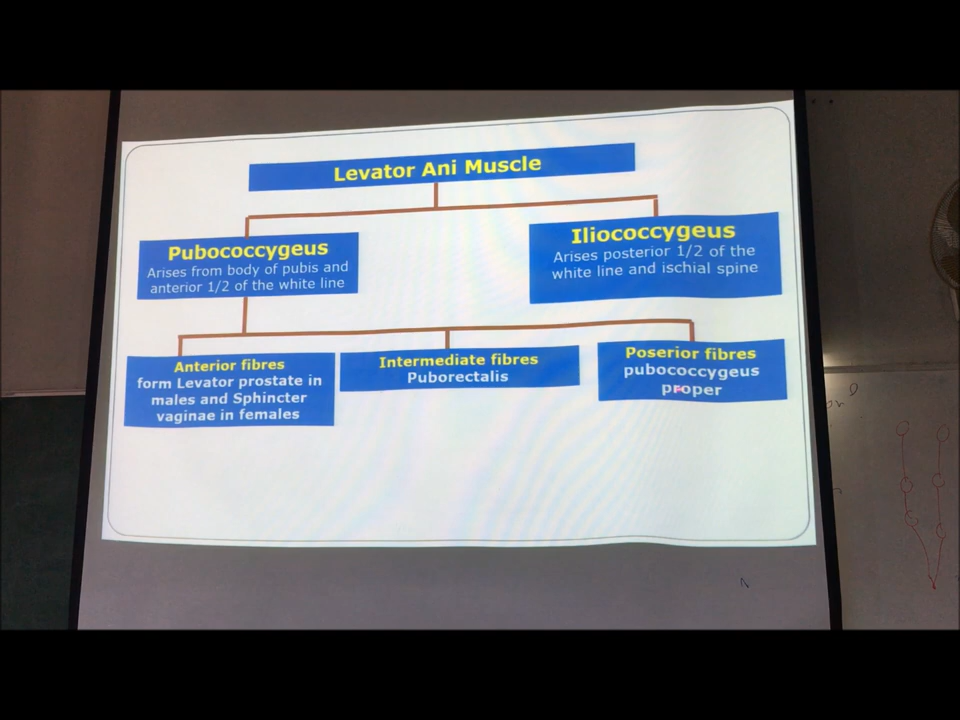 Levator Ani Muscle
Pubococcygeus
Arises from body of pubis and
anterior 1/2 of the white line
Iliococcygeus
Arises posterior 1/2 of the
white line and ischial spine
Anterior fibres
form Levator prostate in
males and Sphincter
vaginae in females
Intermediate fibres
Puborectalis
Poserior fibres
pubococcygeus
proper